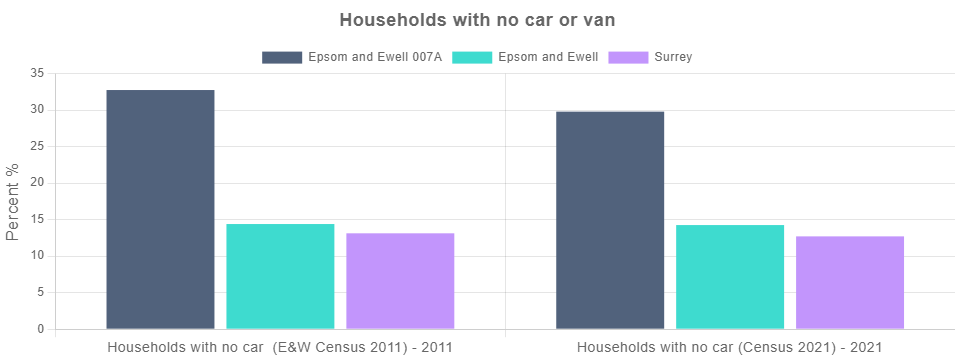 Households with no car or van
Epsom and Ewell 007A Epsom and Ewell Surrey
Percent %
35
30
25
20
15
10
5
0
Households with no car (E&W Census 2011) - 2011 Households with no car (Census 2021) - 2021